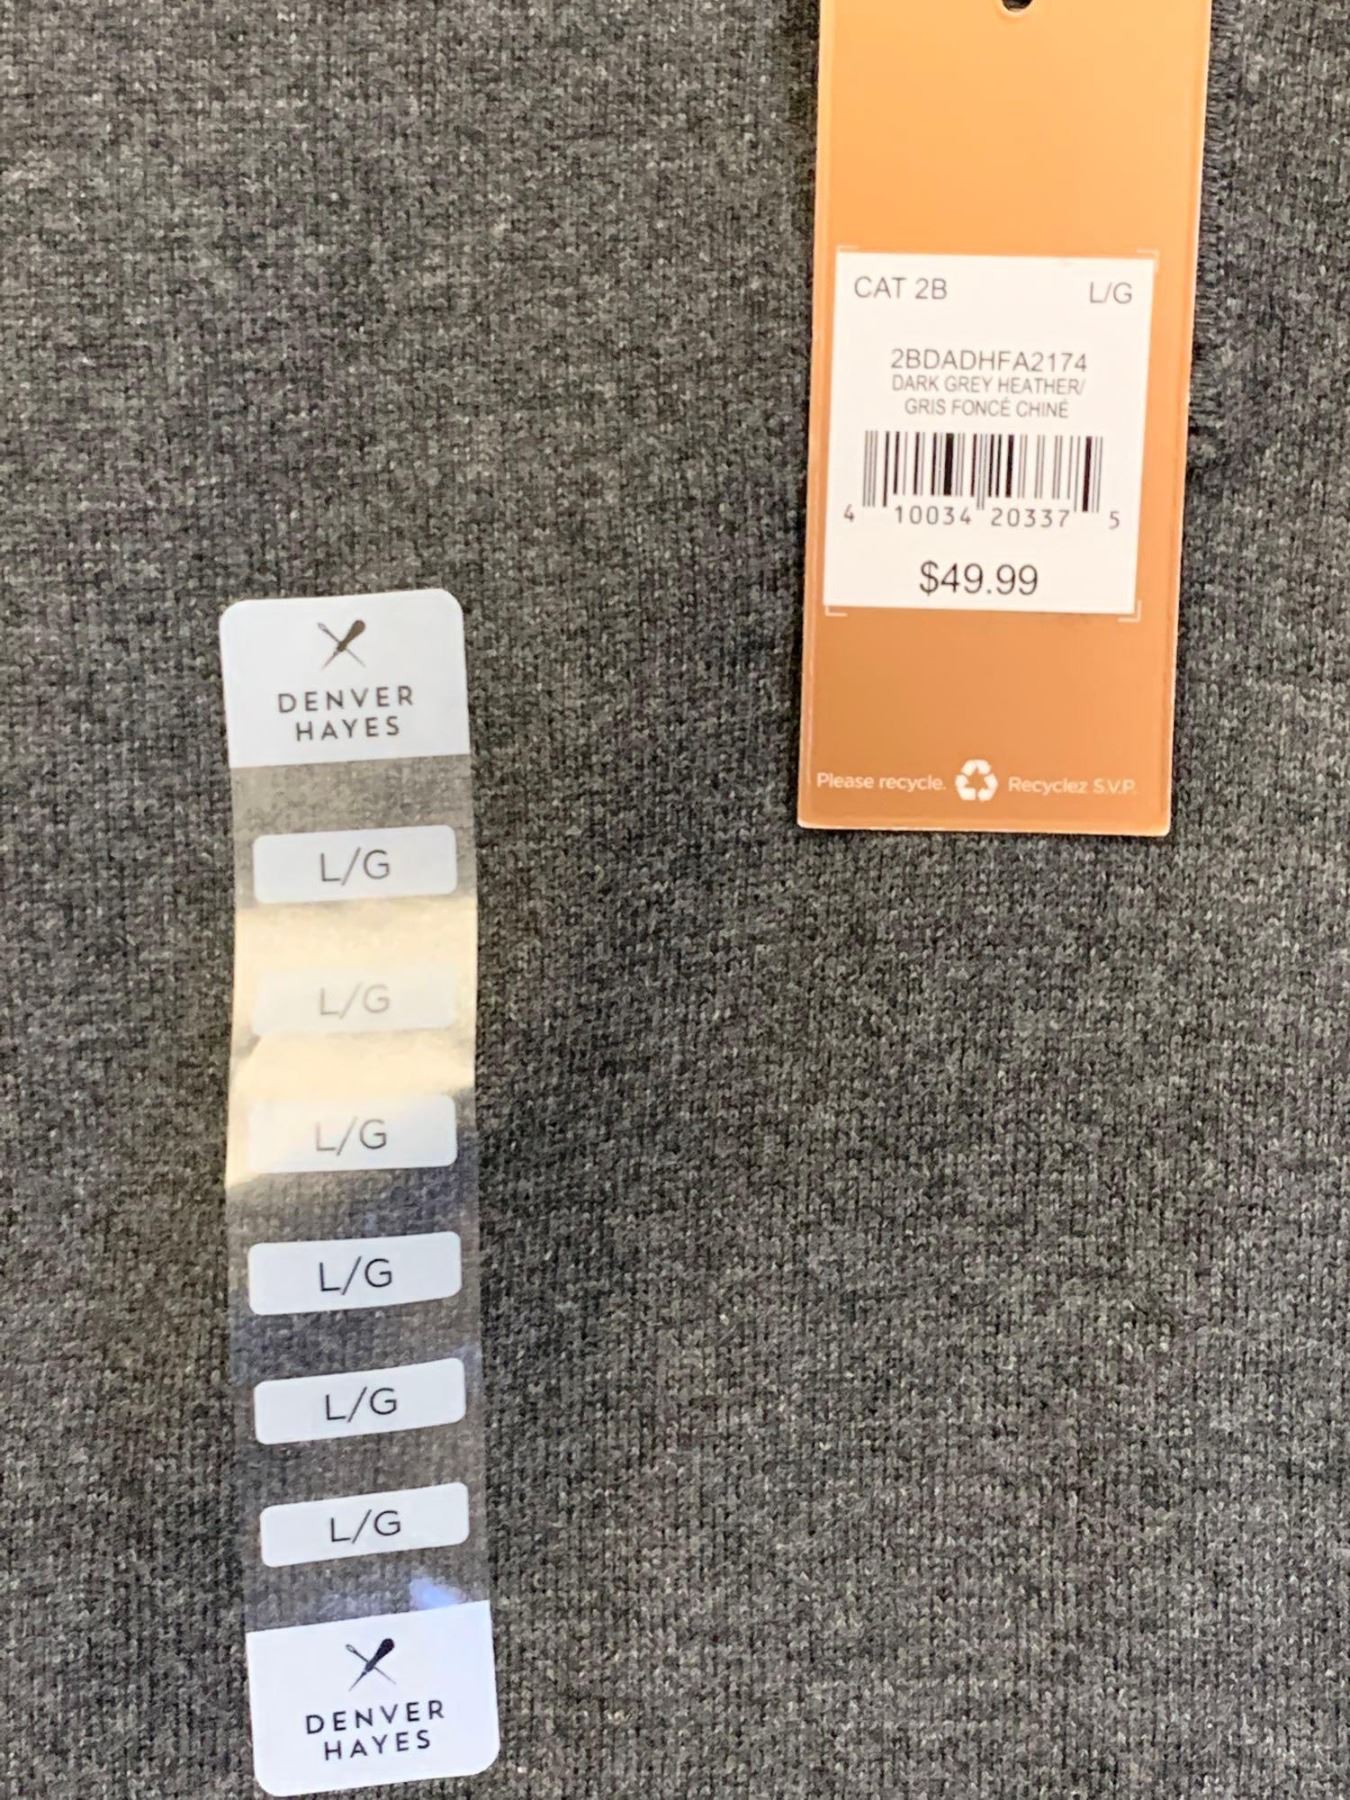 CAT 2B L/G
2BDADHFA2174
DARK GREY HEATHER/
GRIS FONCÉ CHINÉ
4 10034 20337 5
$49.99
Please recycle. Recyclez S.V.P.
DENVER
HAYES
L/G
L/G
L/G
L/G
L/G
L/G
DENVER
HAYES